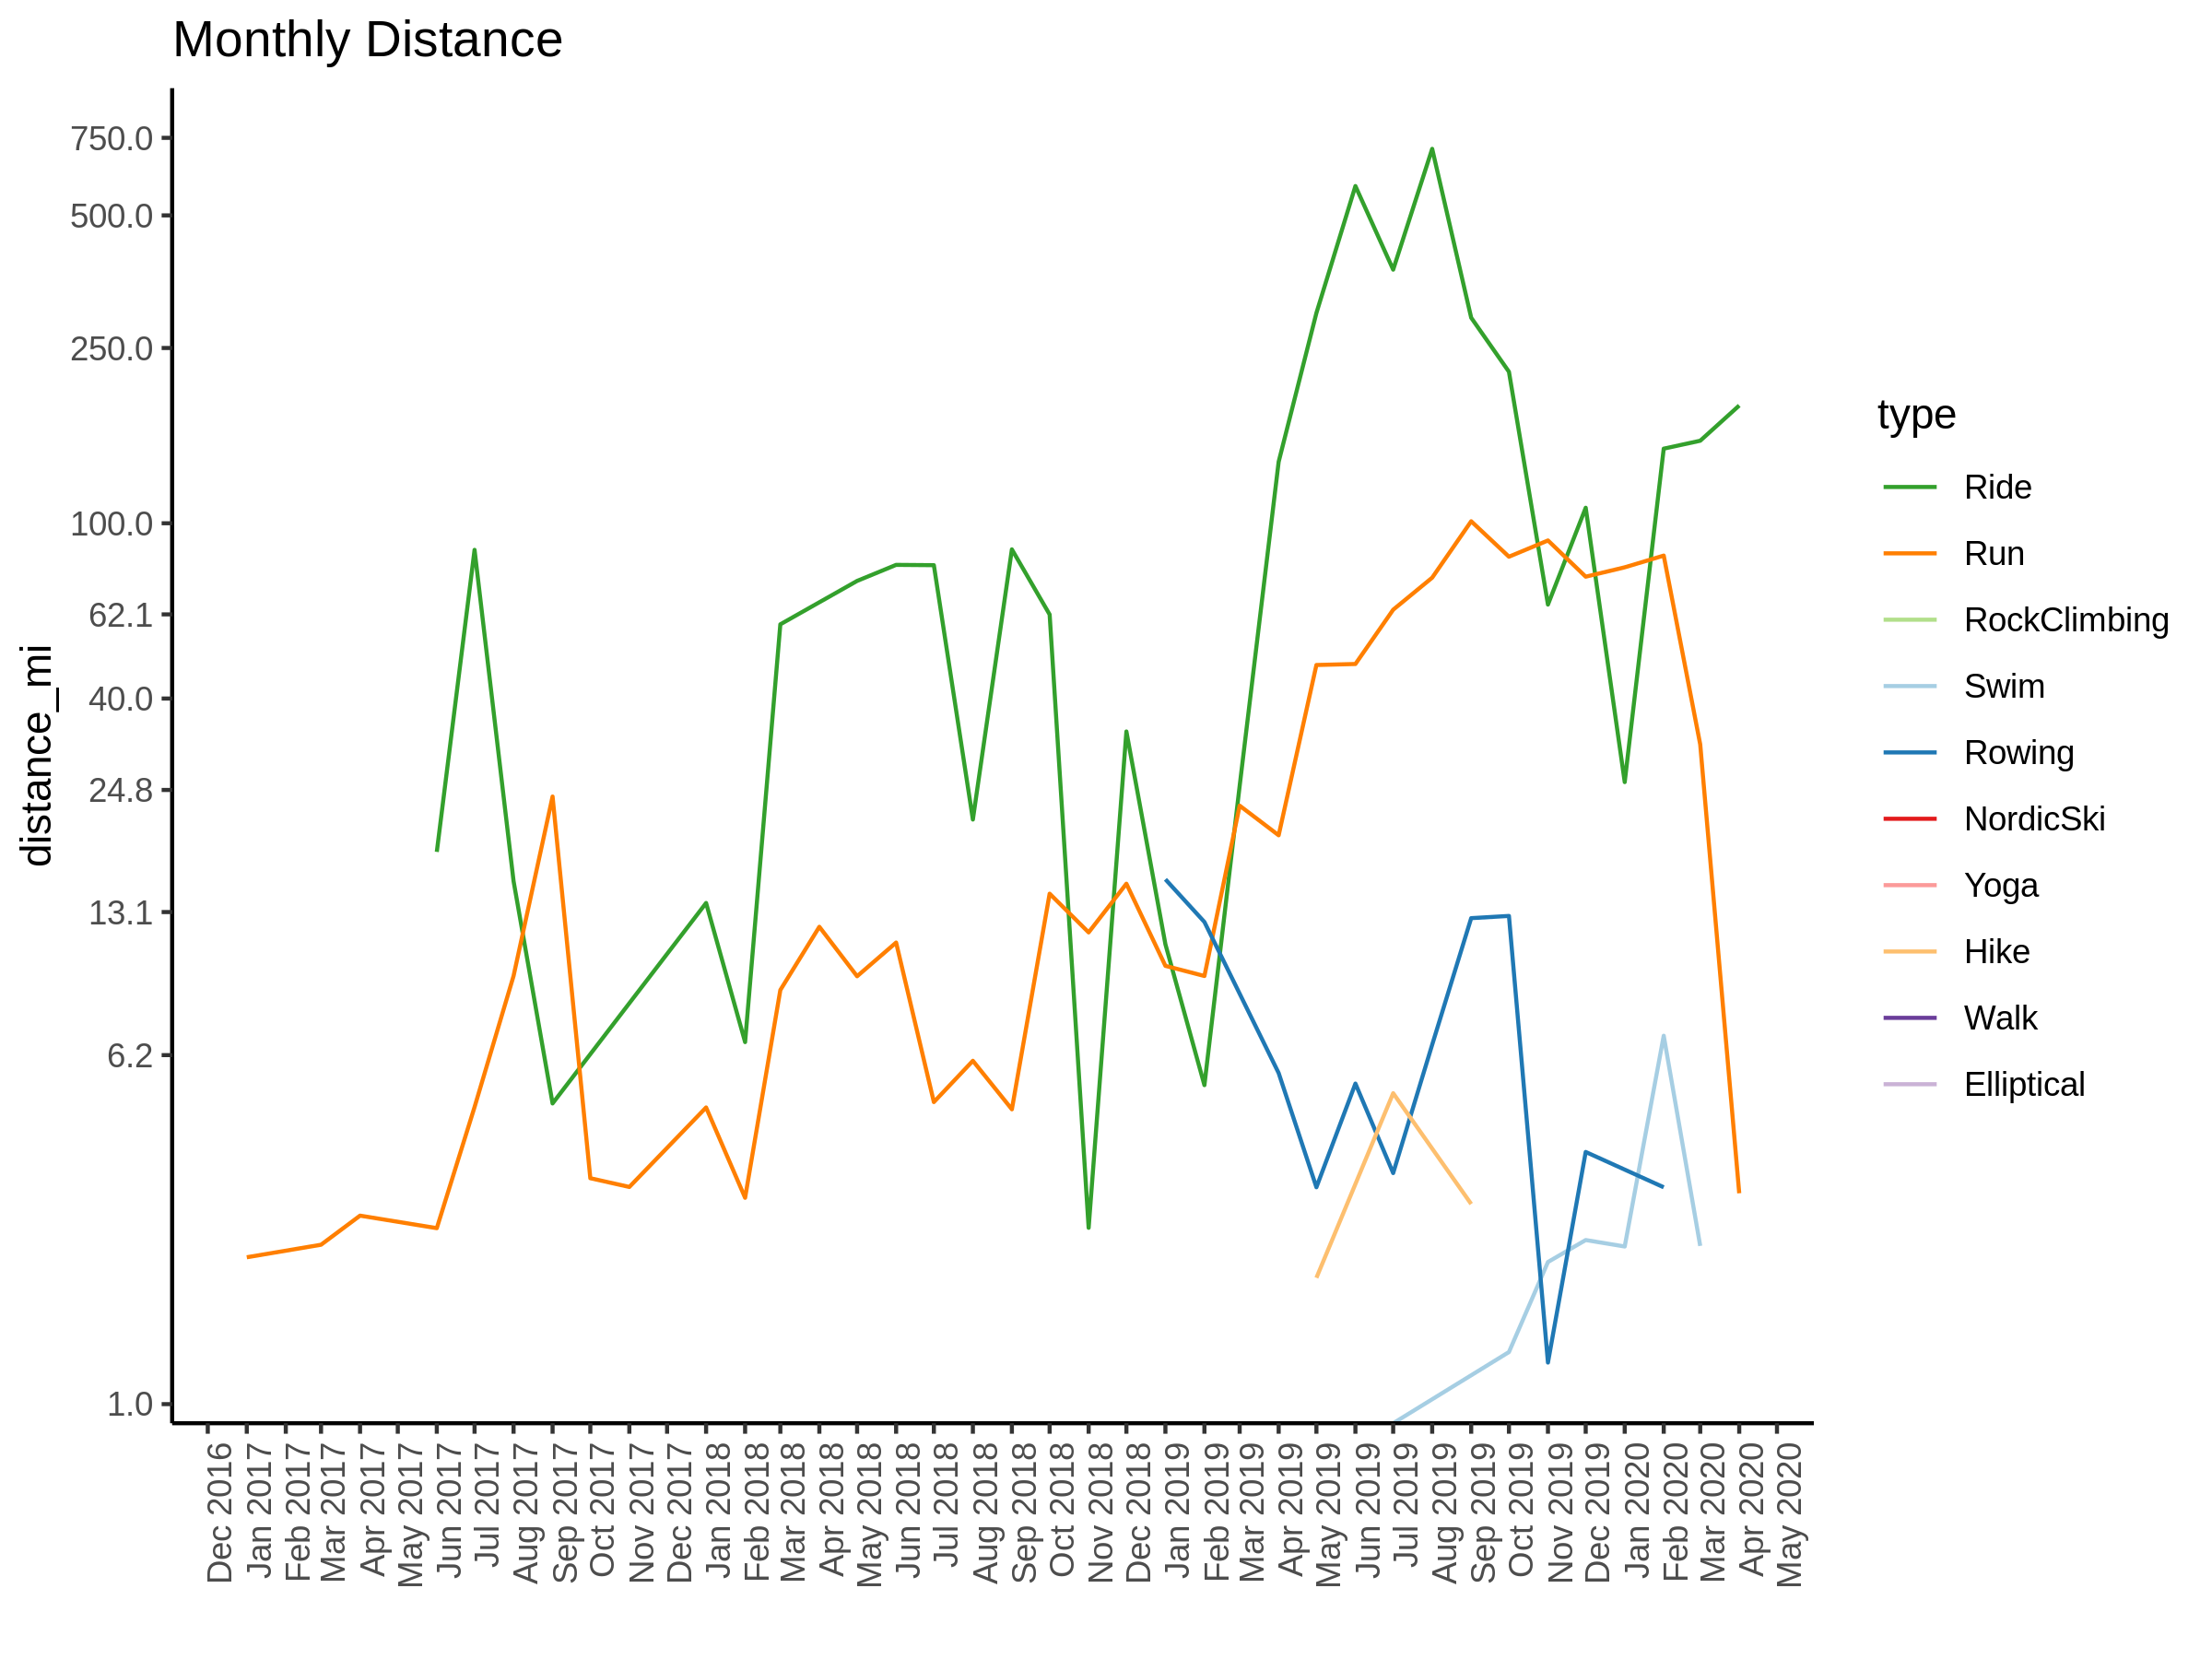 Monthly Distance
distance_mi
750.0
500.0
250.0
100.0
62.1
40.0
24.8
13.1
6.2
1.0
Dec 2016
Jan 2017
Feb 2017
Mar 2017
Apr 2017
May 2017
Jun 2017
Jul 2017
Aug 2017
Sep 2017
Oct 2017
Nov 2017
Dec 2017
Jan 2018
Feb 2018
Mar 2018
Apr 2018
May 2018
Jun 2018
Jul 2018
Aug 2018
Sep 2018
Oct 2018
Nov 2018
Dec 2018
Jan 2019
Feb 2019
Mar 2019
Apr 2019
May 2019
Jun 2019
Jul 2019
Aug 2019
Sep 2019
Oct 2019
Nov 2019
Dec 2019
Jan 2020
Feb 2020
Mar 2020
Apr 2020
May 2020
type
Ride
Run
RockClimbing
Swim
Rowing
NordicSki
Yoga
Hike
Walk
Elliptical